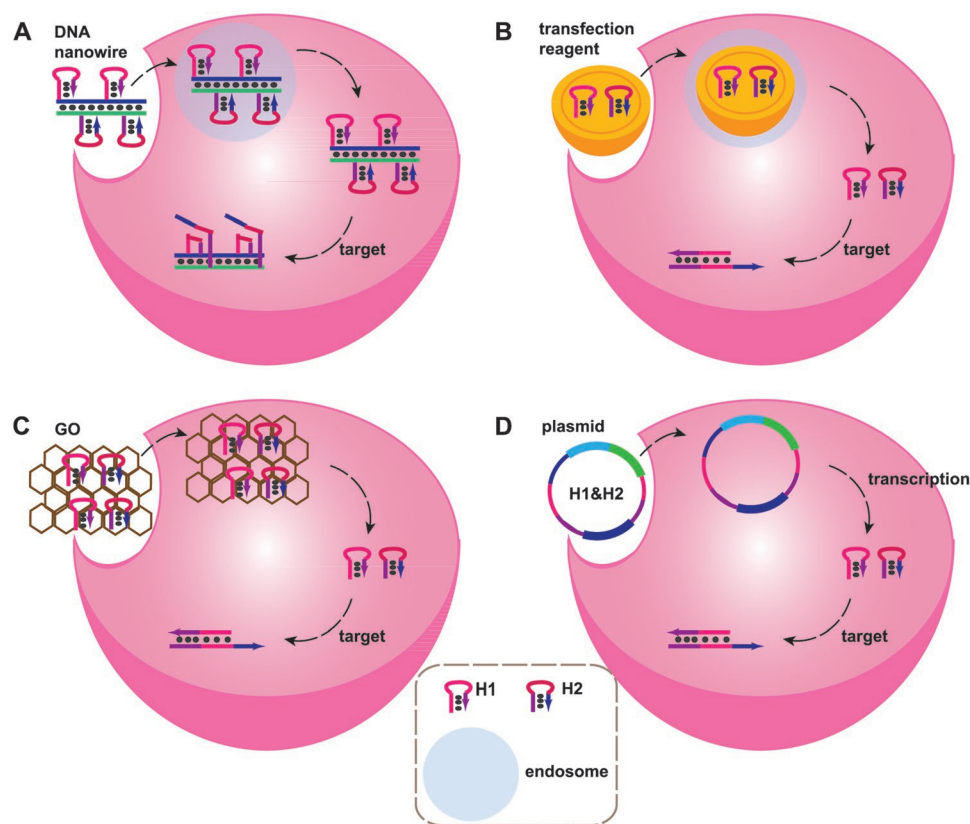 A
DNA
nanowire
target
B
transfection
reagent
target
C
GO
target
D
plasmid
H1&H2
transcription
target
H1
H2
endosome